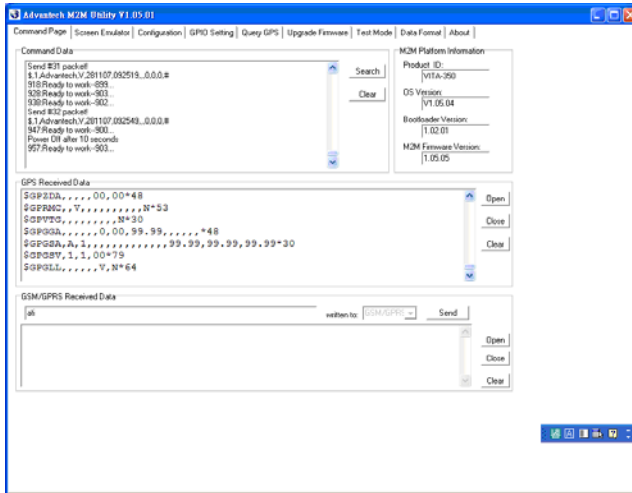 Advantech M2M Utility V1.05.01
Command Page Screen Emulator Configuration GPIO Setting Query GPS Upgrade Firmware Test Mode Data Format About
Command Data
Send #31 packet!
$,1,Advantech,V,281107,092519,,,0,0,0,#
918:Ready to work--899...
928:Ready to work--903...
938:Ready to work--902...
Send #32 packet!
$,1,Advantech,V,281107,092519,,,0,0,0,#
947:Ready to work--900...
Power Off after 10 seconds
957:Ready to work--903...
Search
Clear
M2M Platform Information
Product ID:
VITA-350
OS Version:
V1.05.04
Bootloader Version:
1.02.01
M2M Firmware Version:
1.05.05
GPS Received Data
$GPZDA,,,,,00,00*48
$GPRMC,,V,,,,,,,,,,N*53
$GPVTG,,,,,,,,,N*30
$GPGGA,,,,,,0,00,99.99,,,,,,*48
$GPGSA,A,1,,,,,,,,,,,,,99.99,99.99,99.99*30
$GPGSV,1,1,00*79
$GPGLL,,,,,,V,N*64
Open
Close
Clear
GSM/GPRS Received Data
written to:
GSM/GPRS
Send
Open
Close
Clear
A